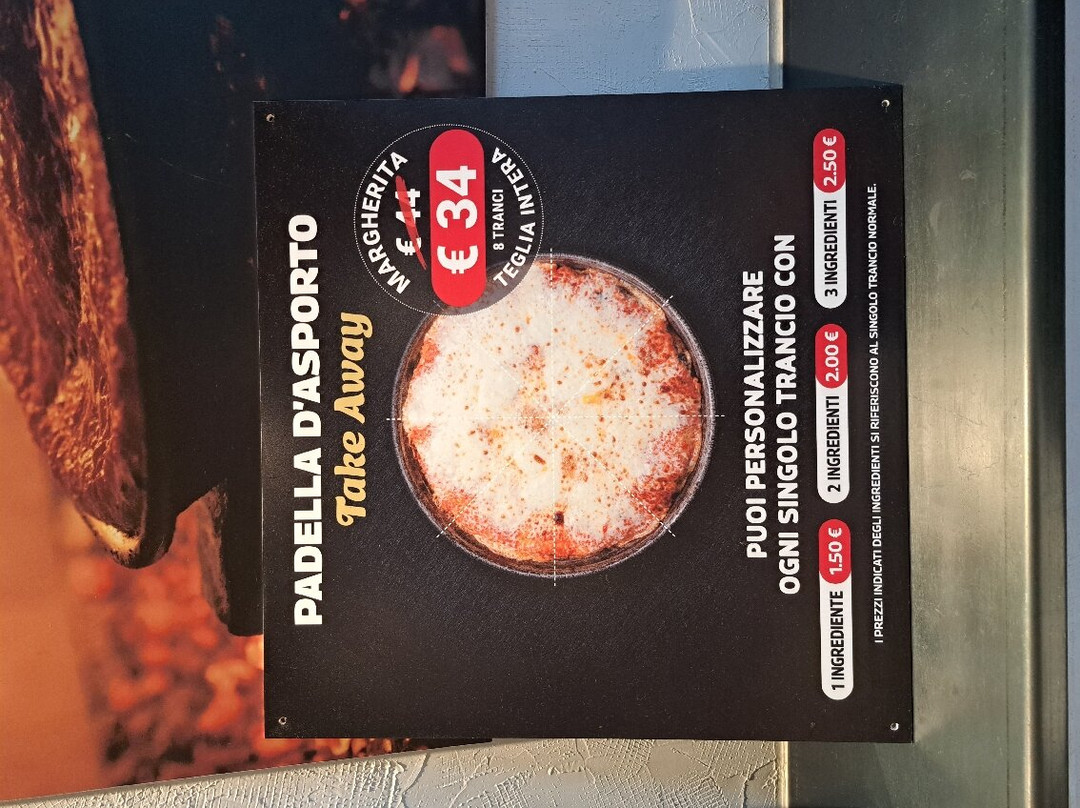 PADELLA D'ASPORTO
Take Away
MARGHERITA
€ 44
€ 34
8 TRANCI
TEGLIA INTERA
PUOI PERSONALIZZARE
OGNI SINGOLO TRANCIO CON
1 INGREDIENTE 1.50 €
2 INGREDIENTI 2.00 €
3 INGREDIENTI 2.50 €
I PREZZI INDICATI DEGLI INGREDIENTI SI RIFERISCONO AL SINGOLO TRANCIO NORMALE.